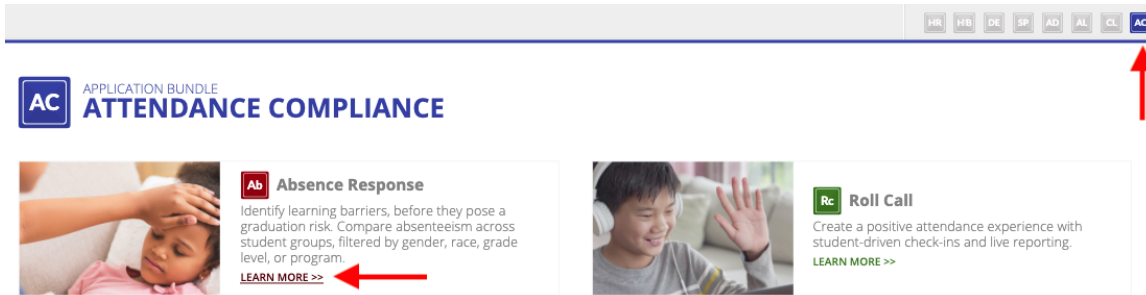 HR HB DE SP AD AL CL AC
AC
APPLICATION BUNDLE
ATTENDANCE COMPLIANCE
Ab Absence Response
Identify learning barriers, before they pose a
graduation risk. Compare absenteeism across
student groups, filtered by gender, race, grade
level, or program.
LEARN MORE >>
Rc Roll Call
Create a positive attendance experience with
student-driven check-ins and live reporting.
LEARN MORE >>